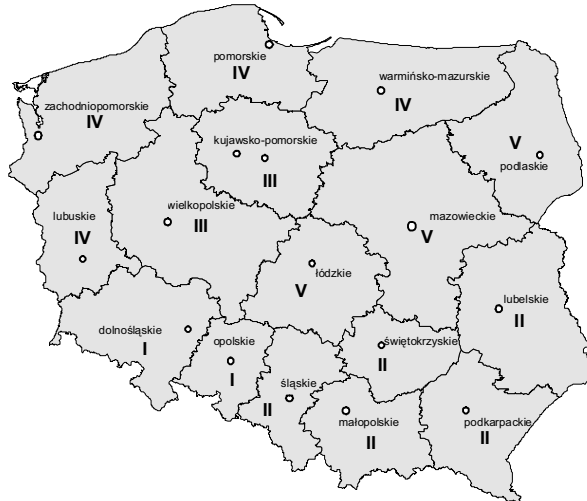 pomorskie
IV
warmińsko-mazurskie
IV
zachodniopomorskie
IV
kujawsko-pomorskie
III
V
podlaskie
lubuskie
IV
wielkopolskie
III
mazowieckie
V
łódzkie
V
lubelskie
II
dolnośląskie
I
opolskie
I
śląskie
II
świętokrzyskie
II
małopolskie
II
podkarpackie
II